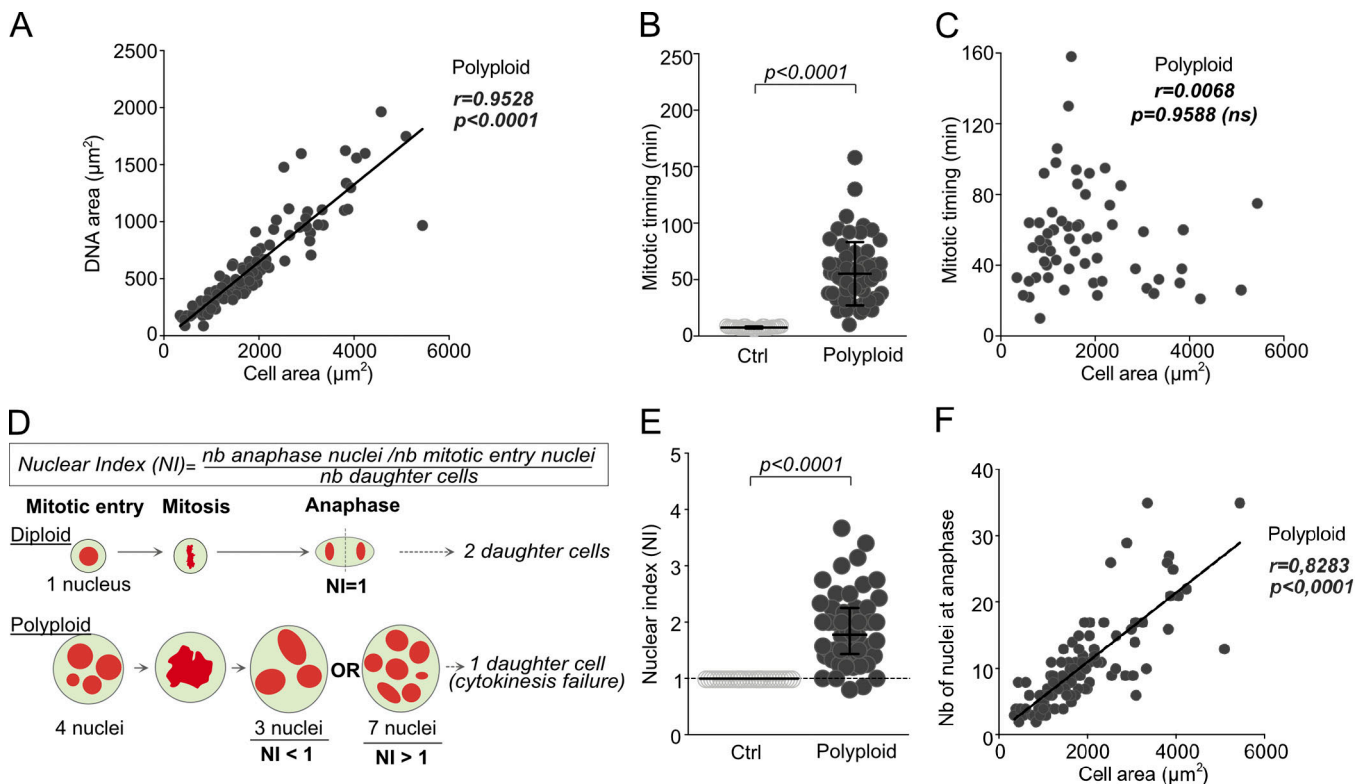 A
2500
2000
1500
1000
500
0
DNA area (µm²)
0
2000
4000
6000
Cell area (µm²)
Polyploid
r=0.9528
p<0.0001
B
250
200
150
100
50
0
Mitotic timing (min)
p<0.0001
Ctrl
Polyploid
C
160
120
80
40
0
Mitotic timing (min)
0
2000
4000
6000
Cell area (µm²)
Polyploid
r=0.0068
p=0.9588 (ns)
D
Nuclear Index (NI)=
nb anaphase nuclei /nb mitotic entry nuclei
nb daughter cells
Mitotic entry
Mitosis
Anaphase
Diploid
2 daughter cells
1 nucleus
NI=1
Polyploid
OR
1 daughter cell
(cytokinesis failure)
4 nuclei
3 nuclei
7 nuclei
NI < 1
NI > 1
E
5
4
3
2
1
0
Nuclear index (NI)
p<0.0001
Ctrl
Polyploid
F
40
30
20
10
0
Nb of nuclei at anaphase
0
2000
4000
6000
Cell area (µm²)
Polyploid
r=0,8283
p<0,0001